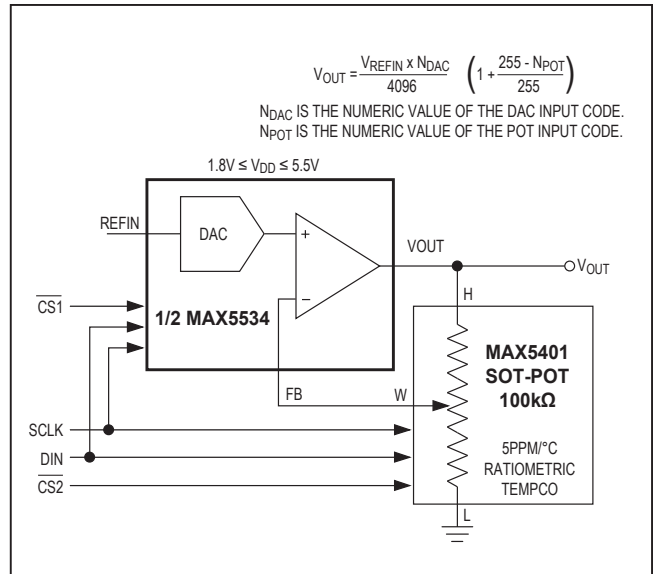 V_OUT = V_REFIN x N_DAC / 4096 (1 + 255 - N_POT / 255)
N_DAC IS THE NUMERIC VALUE OF THE DAC INPUT CODE.
N_POT IS THE NUMERIC VALUE OF THE POT INPUT CODE.
1.8V ≤ V_DD ≤ 5.5V
REFIN
DAC
+
−
VOUT
V_OUT
CS1
1/2 MAX5534
H
MAX5401
SOT-POT
100kΩ
FB
W
SCLK
DIN
CS2
5PPM/°C
RATIOMETRIC
TEMPCO
L